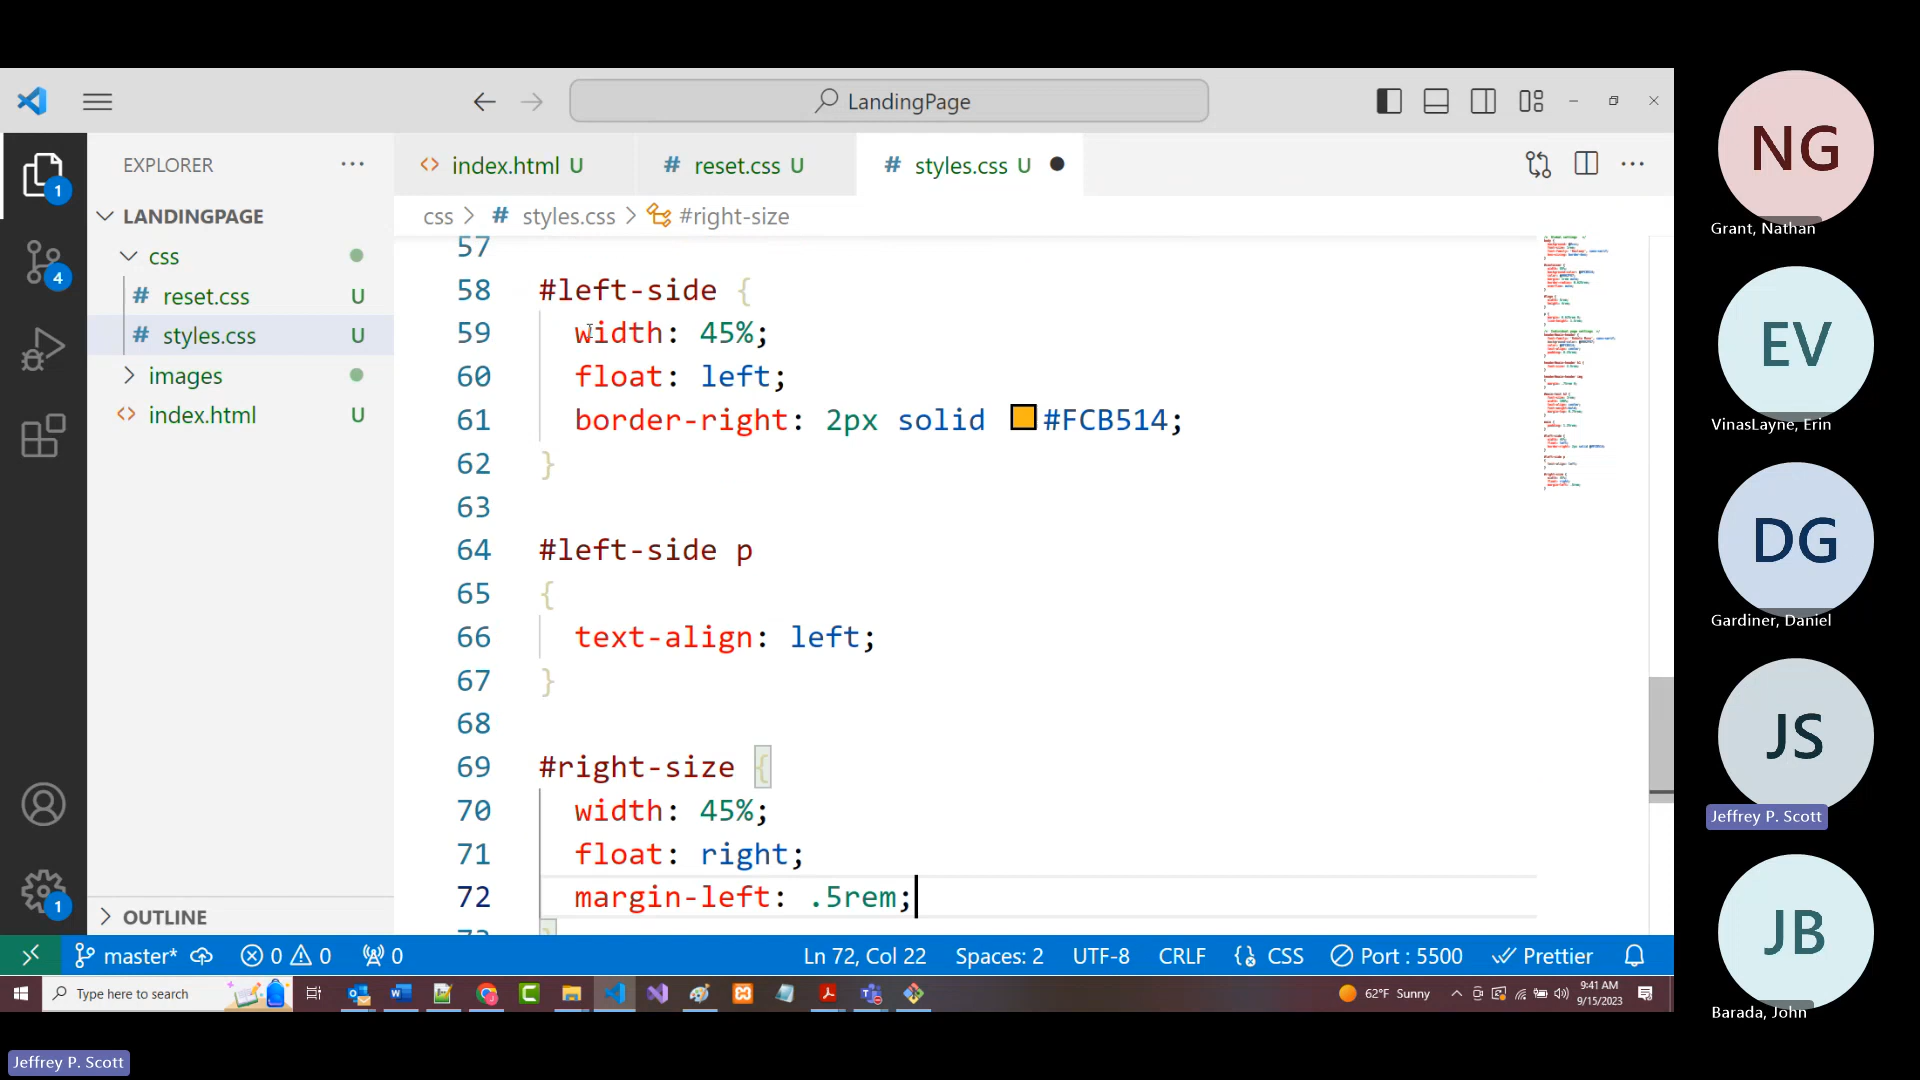 LandingPage
EXPLORER
index.html U
reset.css U
styles.css U
LANDINGPAGE
css > # styles.css > #right-size
css
# reset.css U
# styles.css U
images
index.html U
57
58 #left-side {
59 width: 45%;
60 float: left;
61 border-right: 2px solid #FCB514;
62 }
63
64 #left-side p
65 {
66 text-align: left;
67 }
68
69 #right-size {
70 width: 45%;
71 float: right;
72 margin-left: .5rem;
1
4
1
OUTLINE
master* 0 0 0 Ln 72, Col 22 Spaces: 2 UTF-8 CRLF {} CSS Port : 5500 Prettier
Type here to search
62°F Sunny
9:41 AM
9/15/2023
Jeffrey P. Scott
NG
Grant, Nathan
EV
VinasLayne, Erin
DG
Gardiner, Daniel
JS
Jeffrey P. Scott
JB
Barada, John